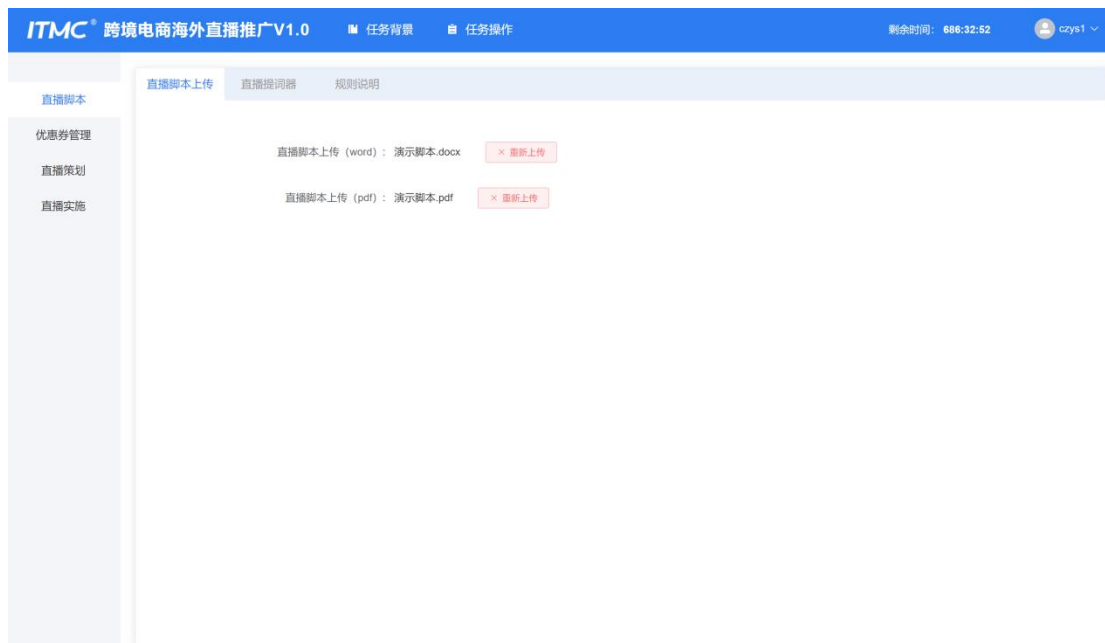 ITMC® 跨境电商海外直播推广V1.0 任务背景 任务操作 剩余时间: 686:32:52 czys1
直播脚本上传 直播提词器 规则说明
直播脚本
优惠券管理
直播策划
直播实施
直播脚本上传（word）: 演示脚本.docx × 重新上传
直播脚本上传（pdf）: 演示脚本.pdf × 重新上传